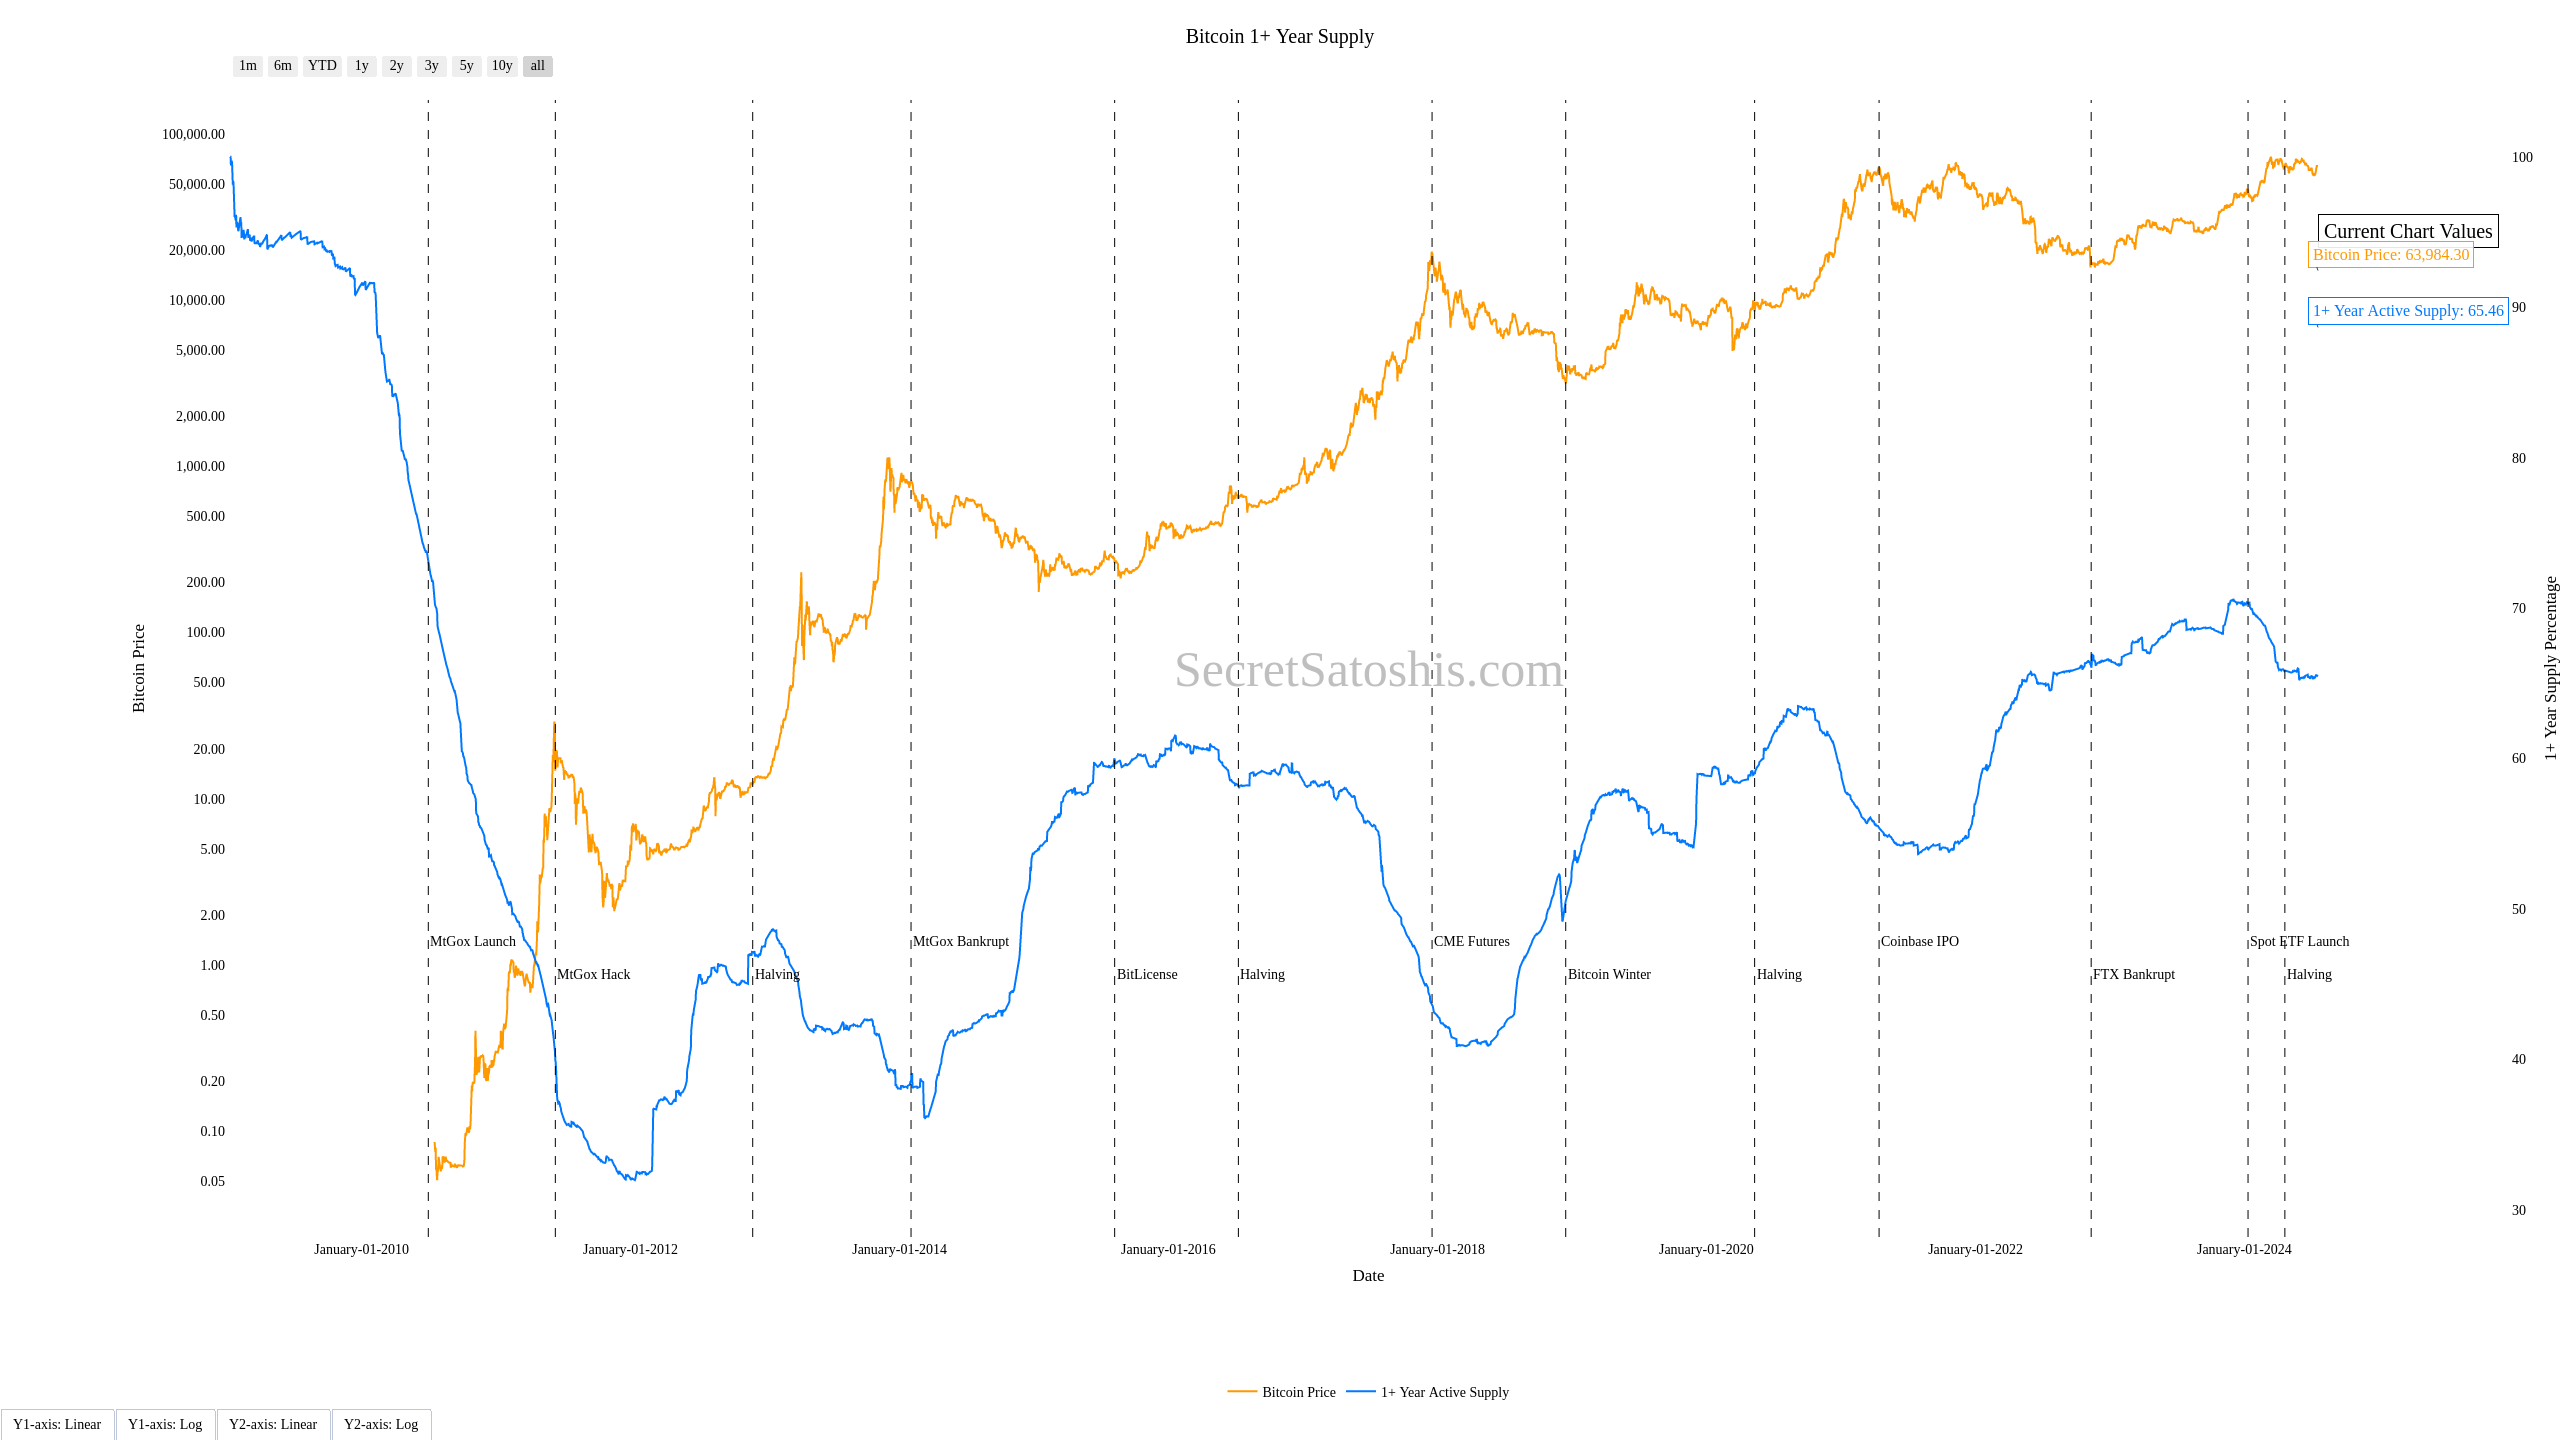 Bitcoin 1+ Year Supply
1m 6m YTD 1y 2y 3y 5y 10y all
100,000.00
50,000.00
20,000.00
10,000.00
5,000.00
2,000.00
1,000.00
500.00
200.00
100.00
50.00
20.00
10.00
5.00
2.00
1.00
0.50
0.20
0.10
0.05
Bitcoin Price
100
90
80
70
60
50
40
30
1+ Year Supply Percentage
Current Chart Values
Bitcoin Price: 63,984.30
1+ Year Active Supply: 65.46
SecretSatoshis.com
MtGox Launch
MtGox Hack
Halving
MtGox Bankrupt
BitLicense
Halving
CME Futures
Bitcoin Winter
Halving
Coinbase IPO
FTX Bankrupt
Spot ETF Launch
Halving
January-01-2010 January-01-2012 January-01-2014 January-01-2016 January-01-2018 January-01-2020 January-01-2022 January-01-2024
Date
Bitcoin Price 1+ Year Active Supply
Y1-axis: Linear Y1-axis: Log Y2-axis: Linear Y2-axis: Log